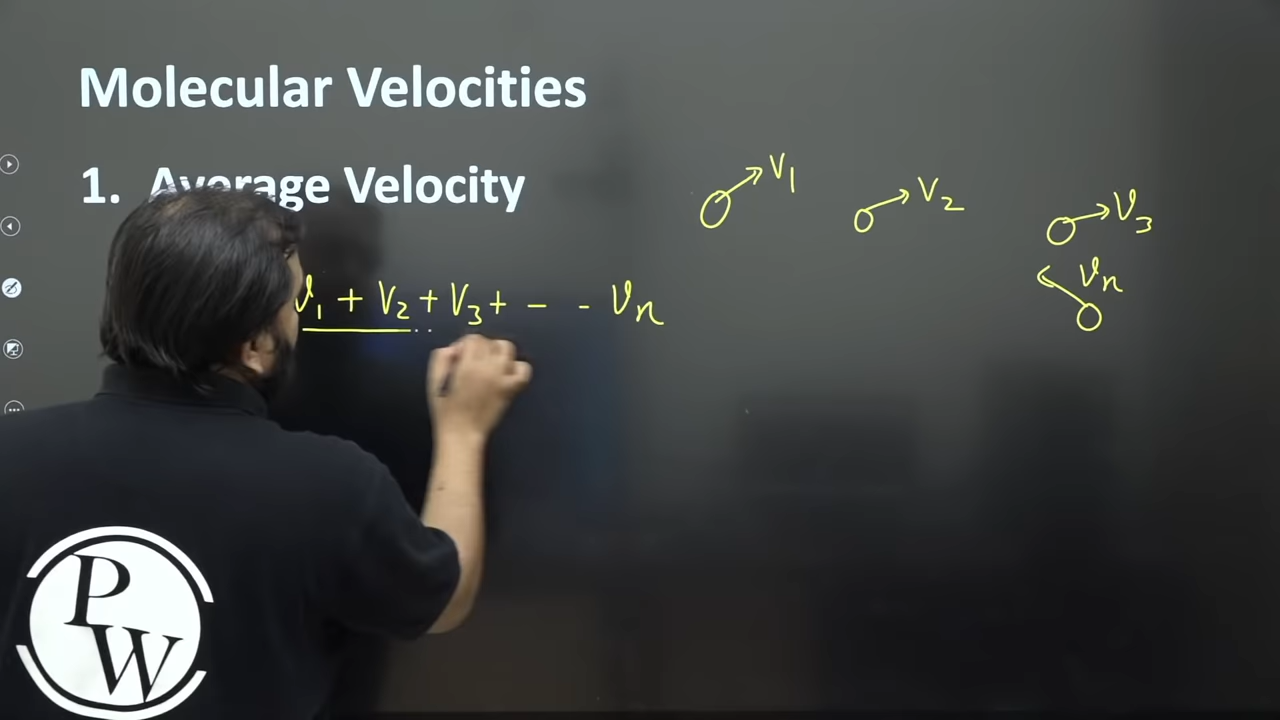 Molecular Velocities
1. Average Velocity
V1
V2
V3
Vn
V1 + V2 + V3 + - - Vn
PW